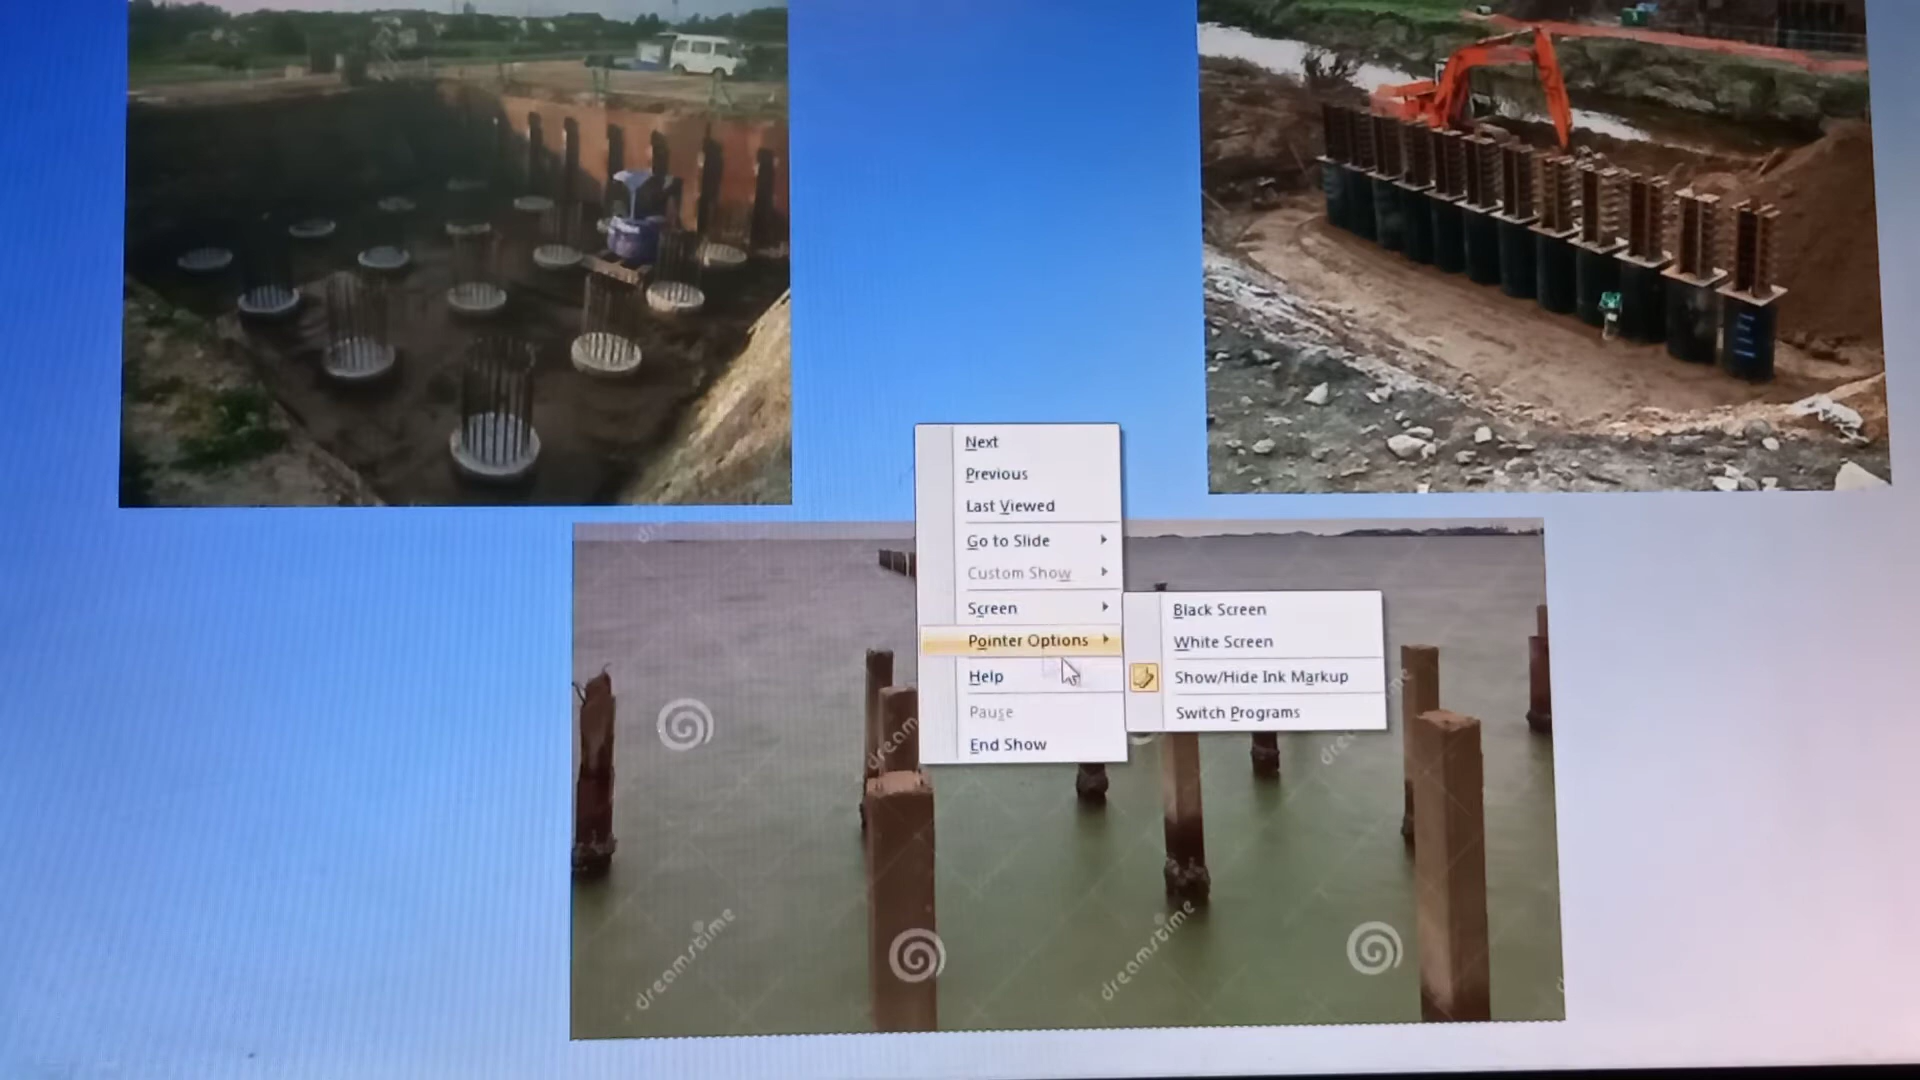 Next
Previous
Last Viewed
Go to Slide
Custom Show
Screen
Pointer Options
Help
Pause
End Show
Black Screen
White Screen
Show/Hide Ink Markup
Switch Programs
dreamstime
dreamstime